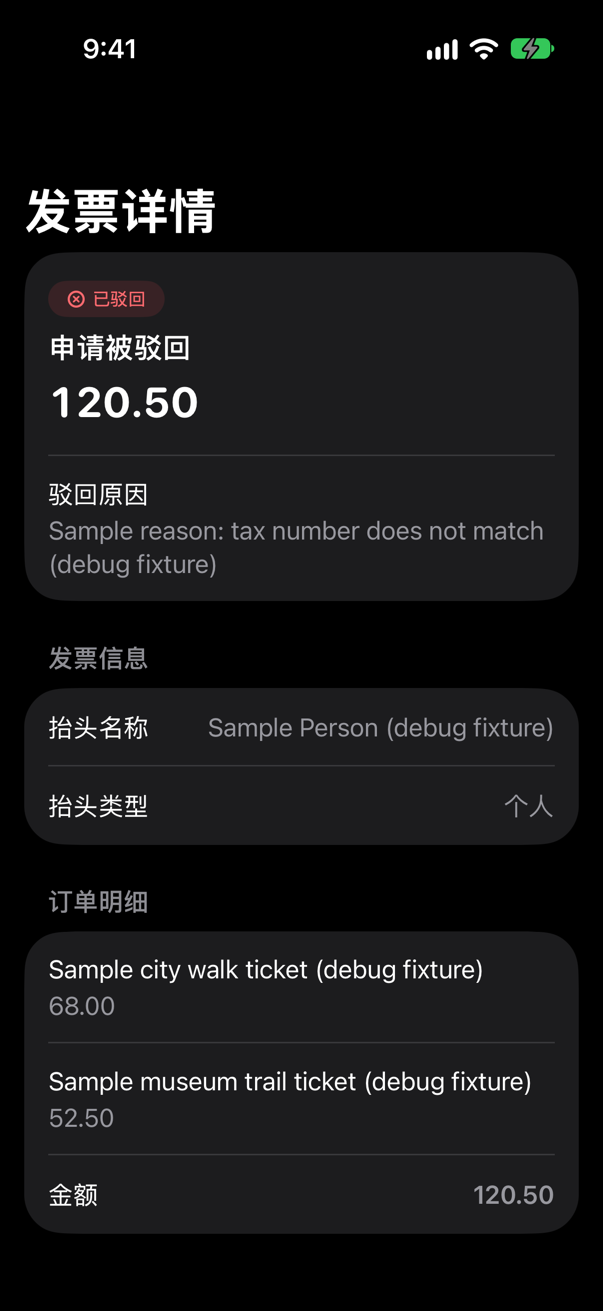 9:41
发票详情
已驳回
申请被驳回
120.50
驳回原因
Sample reason: tax number does not match
(debug fixture)
发票信息
抬头名称 Sample Person (debug fixture)
抬头类型 个人
订单明细
Sample city walk ticket (debug fixture)
68.00
Sample museum trail ticket (debug fixture)
52.50
金额 120.50